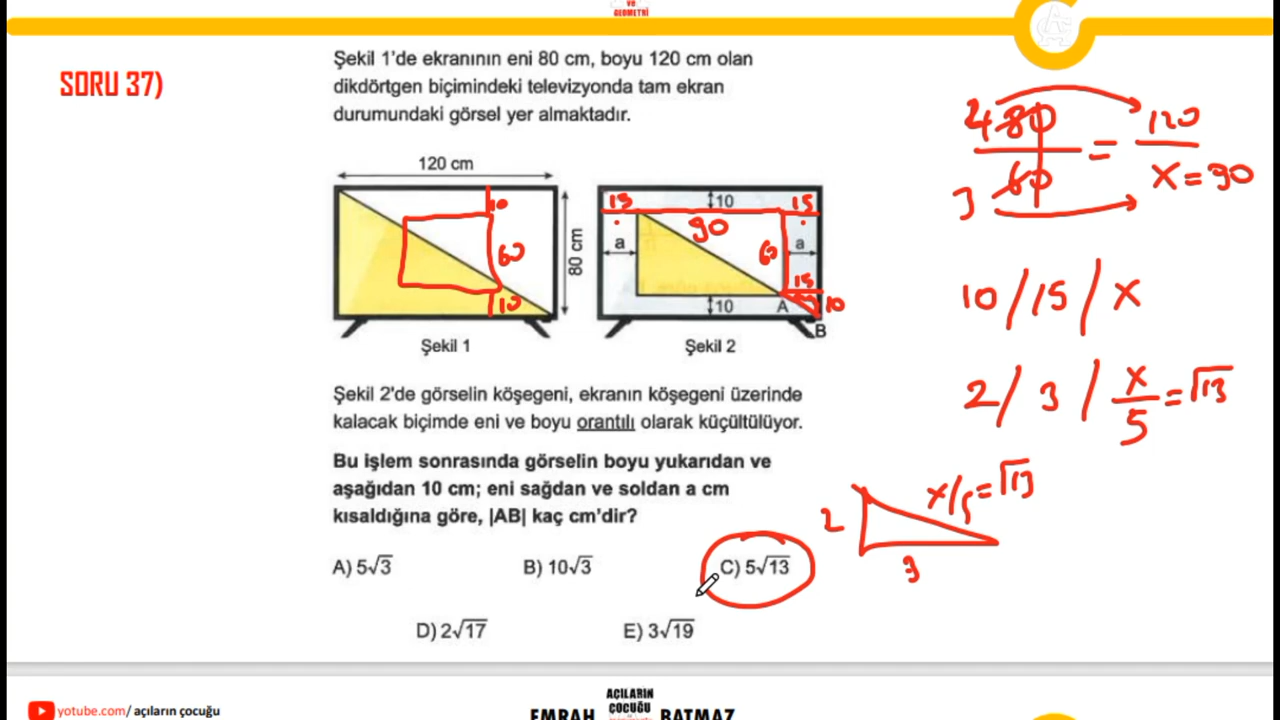 VE
GEOMETRİ
SORU 37)
Şekil 1'de ekranının eni 80 cm, boyu 120 cm olan
dikdörtgen biçimindeki televizyonda tam ekran
durumundaki görsel yer almaktadır.
120 cm
80 cm
10
60
10
Şekil 1
15
10
15
a
90
60
a
15
10
10
A
B
Şekil 2
Şekil 2'de görselin köşegeni, ekranın köşegeni üzerinde
kalacak biçimde eni ve boyu orantılı olarak küçültülüyor.
Bu işlem sonrasında görselin boyu yukarıdan ve
aşağıdan 10 cm; eni sağdan ve soldan a cm
kısaldığına göre, |AB| kaç cm'dir?
A) 5√3
B) 10√3
C) 5√13
D) 2√17
E) 3√19
4 80 = 120
3 60 x = 90
10 / 15 / x
2 / 3 / x/5 = √13
2
x/5 = √13
3
yotube.com/ açıların çocuğu
AÇILARIN
ÇOCUĞU
EMRAH BATMAZ